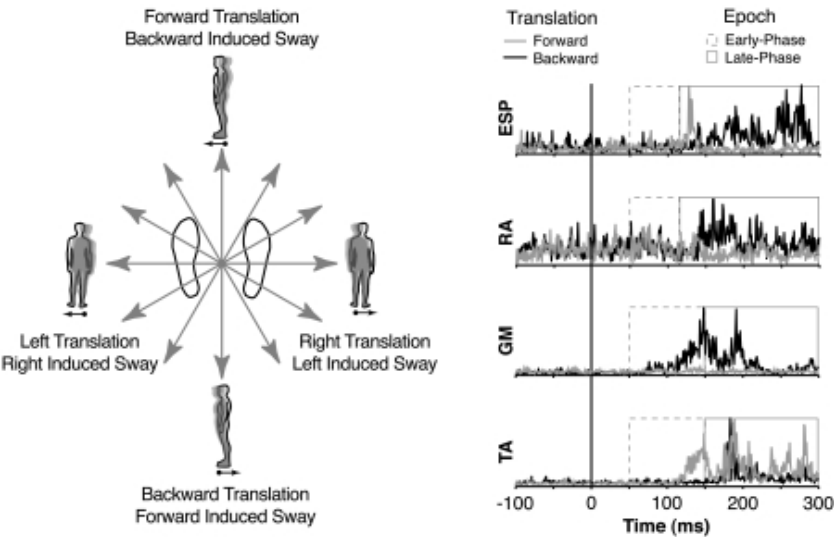 Forward Translation
Backward Induced Sway
Left Translation
Right Induced Sway
Right Translation
Left Induced Sway
Backward Translation
Forward Induced Sway
Translation
Forward
Backward
Epoch
Early-Phase
Late-Phase
ESP
RA
GM
TA
-100 0 100 200 300
Time (ms)